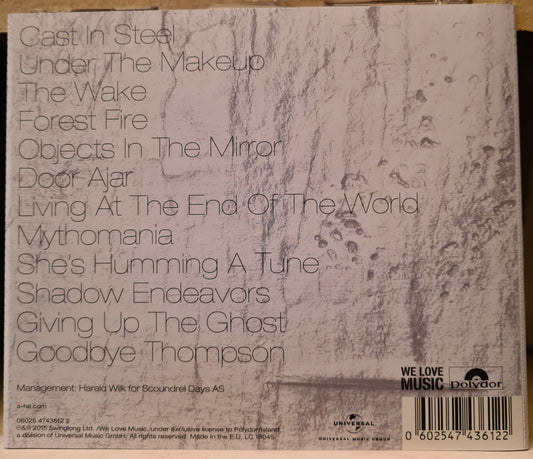 Cast In Steel
Under The Makeup
The Wake
Forest Fire
Objects In The Mirror
Door Ajar
Living At The End Of The World
Mythomania
She's Humming A Tune
Shadow Endeavors
Giving Up The Ghost
Goodbye Thompson
Management: Harald Wiik for Scoundrel Days AS
a-ha.com
06025 4743612 2
℗&© 2015 Swinglong Ltd. / We Love Music, under Exclusive license to Polydor/Island,
a division of Universal Music GmbH. All rights reserved. Made in the E.U. LC 19045.
WE LOVE
MUSIC
Polydor
UNIVERSAL
UNIVERSAL MUSIC GROUP
0 602547 436122